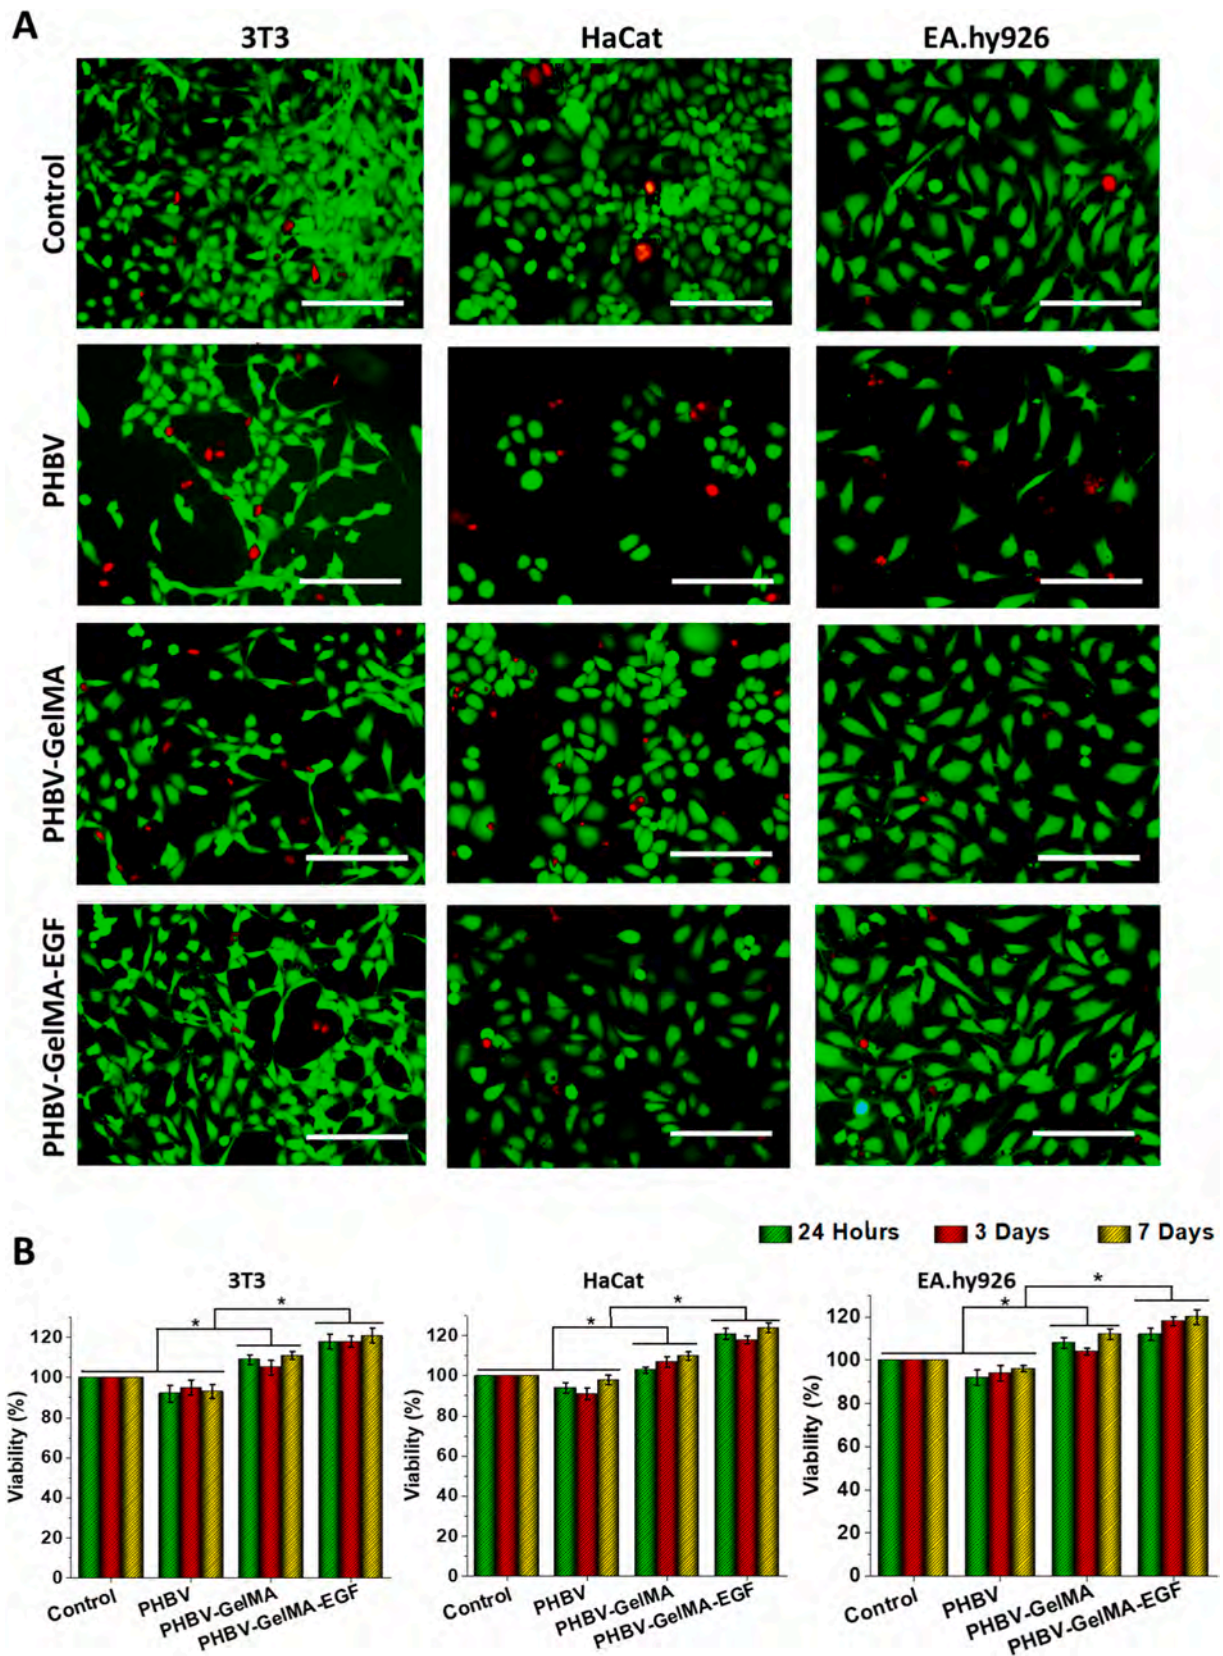 A
3T3 HaCat EA.hy926
Control
PHBV
PHBV-GelMA
PHBV-GelMA-EGF
24 Hours 3 Days 7 Days
B
3T3
*
*
Viability (%)
120
100
80
60
40
20
0
Control PHBV PHBV-GelMA PHBV-GelMA-EGF
HaCat
*
*
Viability (%)
120
100
80
60
40
20
0
Control PHBV PHBV-GelMA PHBV-GelMA-EGF
EA.hy926
*
*
Viability (%)
120
100
80
60
40
20
0
Control PHBV PHBV-GelMA PHBV-GelMA-EGF